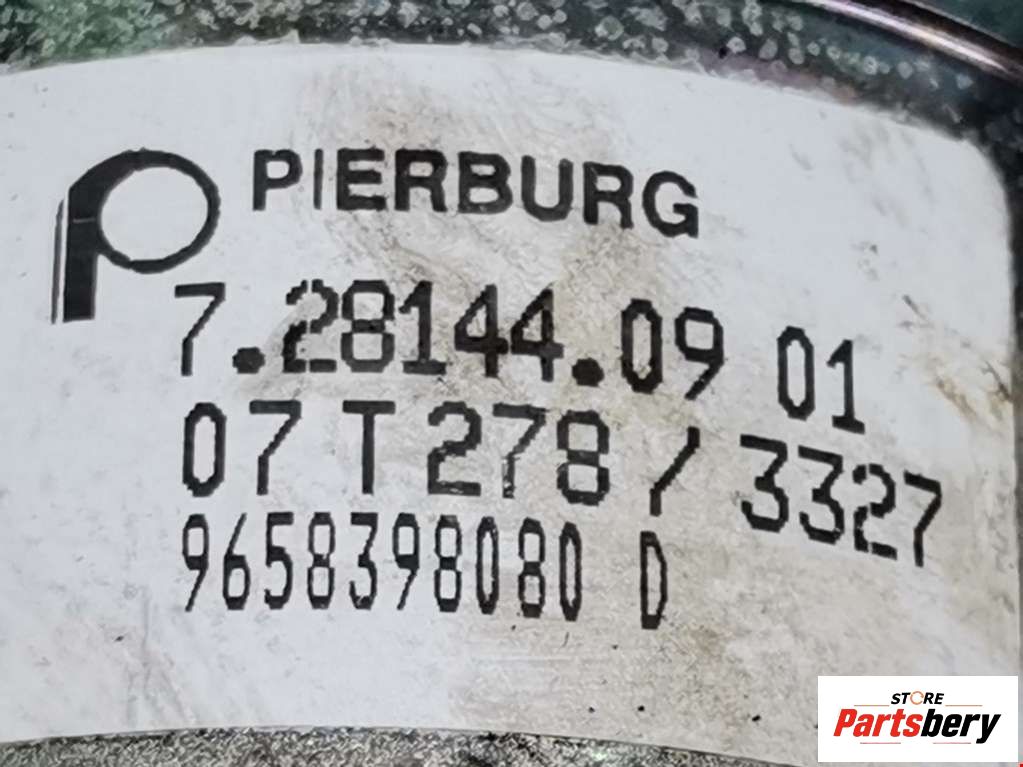 PIERBURG
7.28144.09 01
07 T 278 / 3327
9658398080 D
STORE
Partsbery